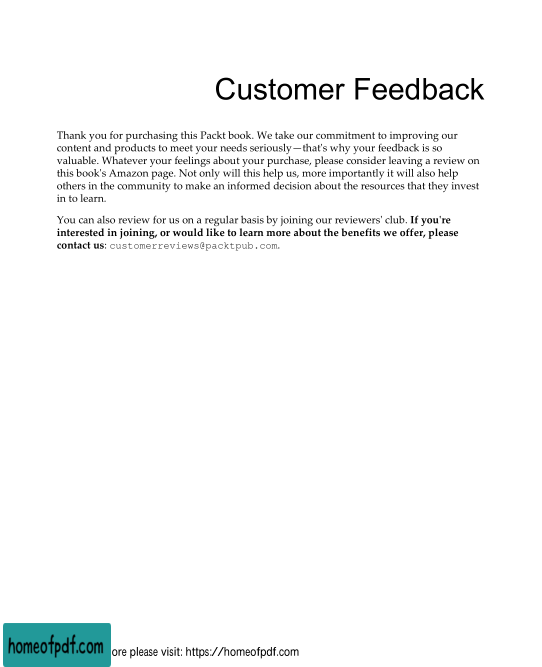 Customer Feedback
Thank you for purchasing this Packt book. We take our commitment to improving our
content and products to meet your needs seriously—that's why your feedback is so
valuable. Whatever your feelings about your purchase, please consider leaving a review on
this book's Amazon page. Not only will this help us, more importantly it will also help
others in the community to make an informed decision about the resources that they invest
in to learn.
You can also review for us on a regular basis by joining our reviewers' club. If you're
interested in joining, or would like to learn more about the benefits we offer, please
contact us: customerreviews@packtpub.com.
homeofpdf.com ore please visit: https://homeofpdf.com